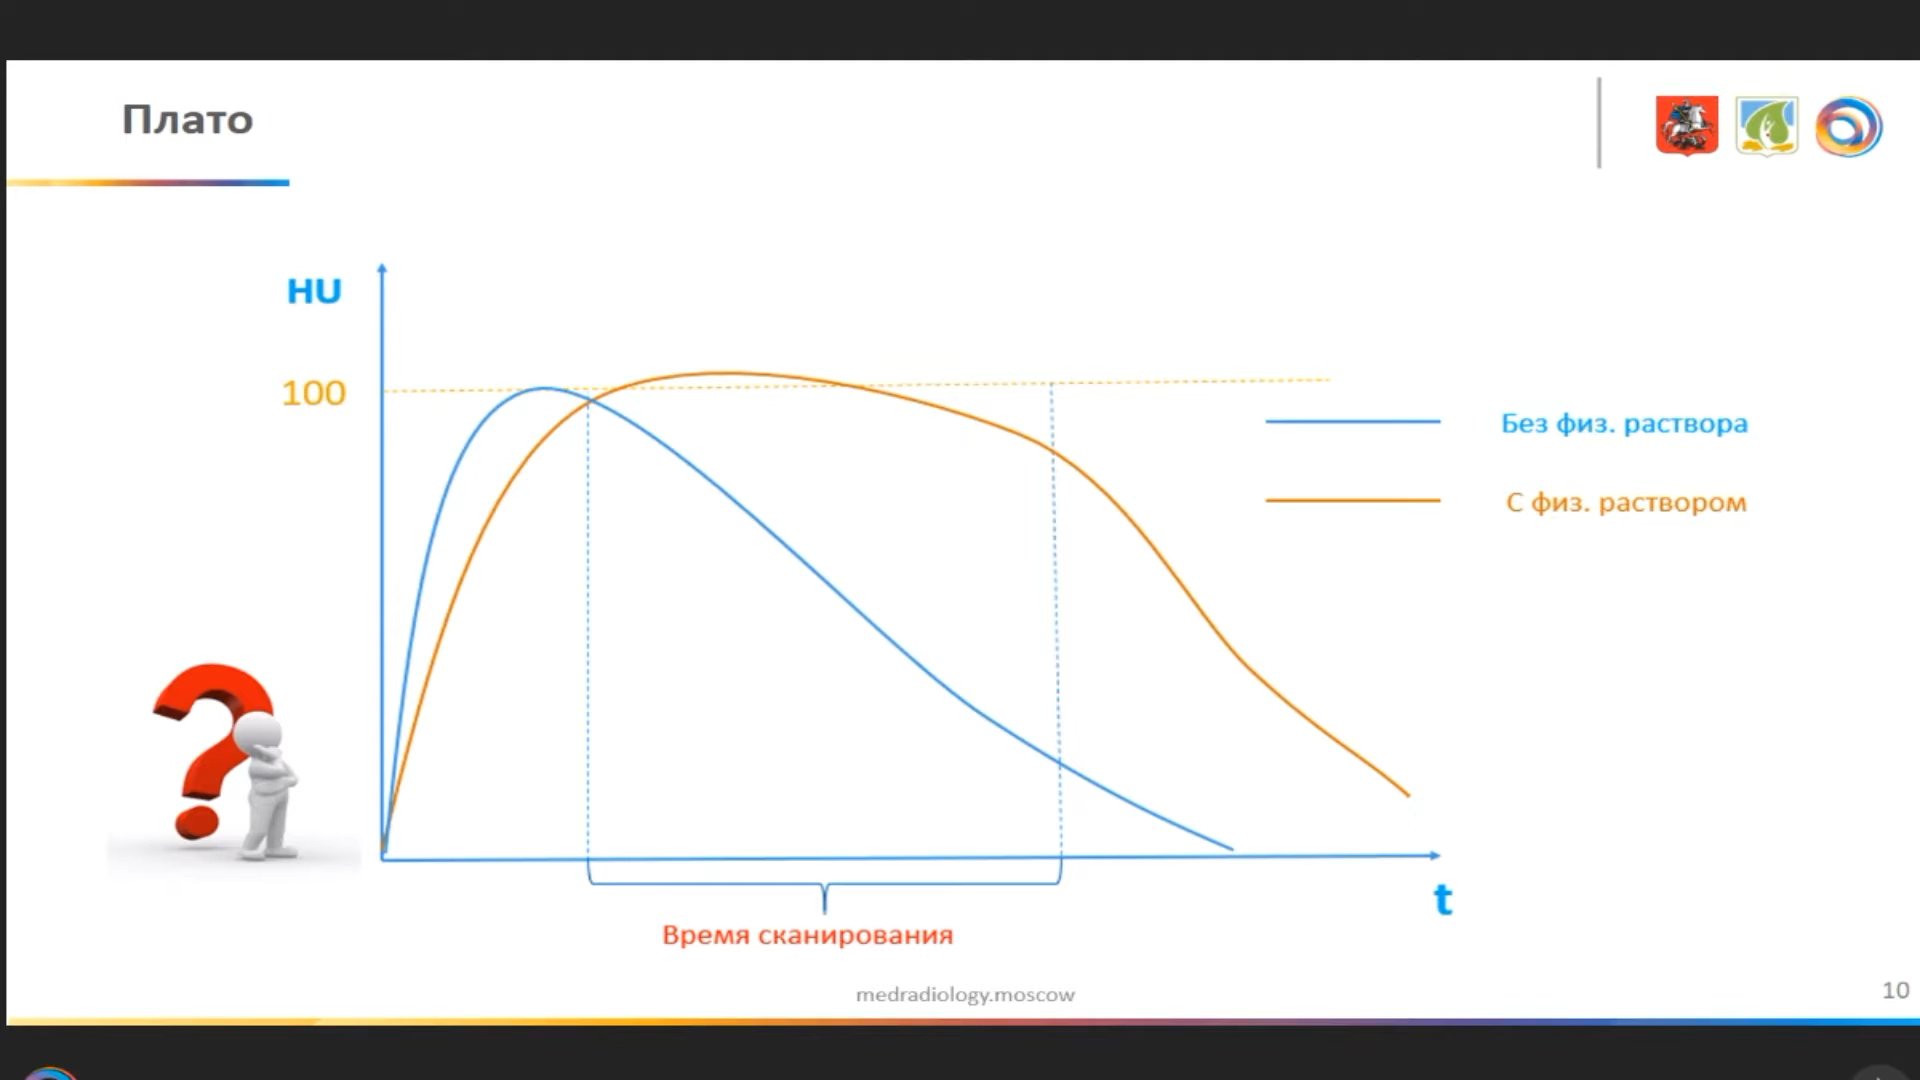 Плато
HU
100
Без физ. раствора
С физ. раствором
t
Время сканирования
medradiology.moscow
10